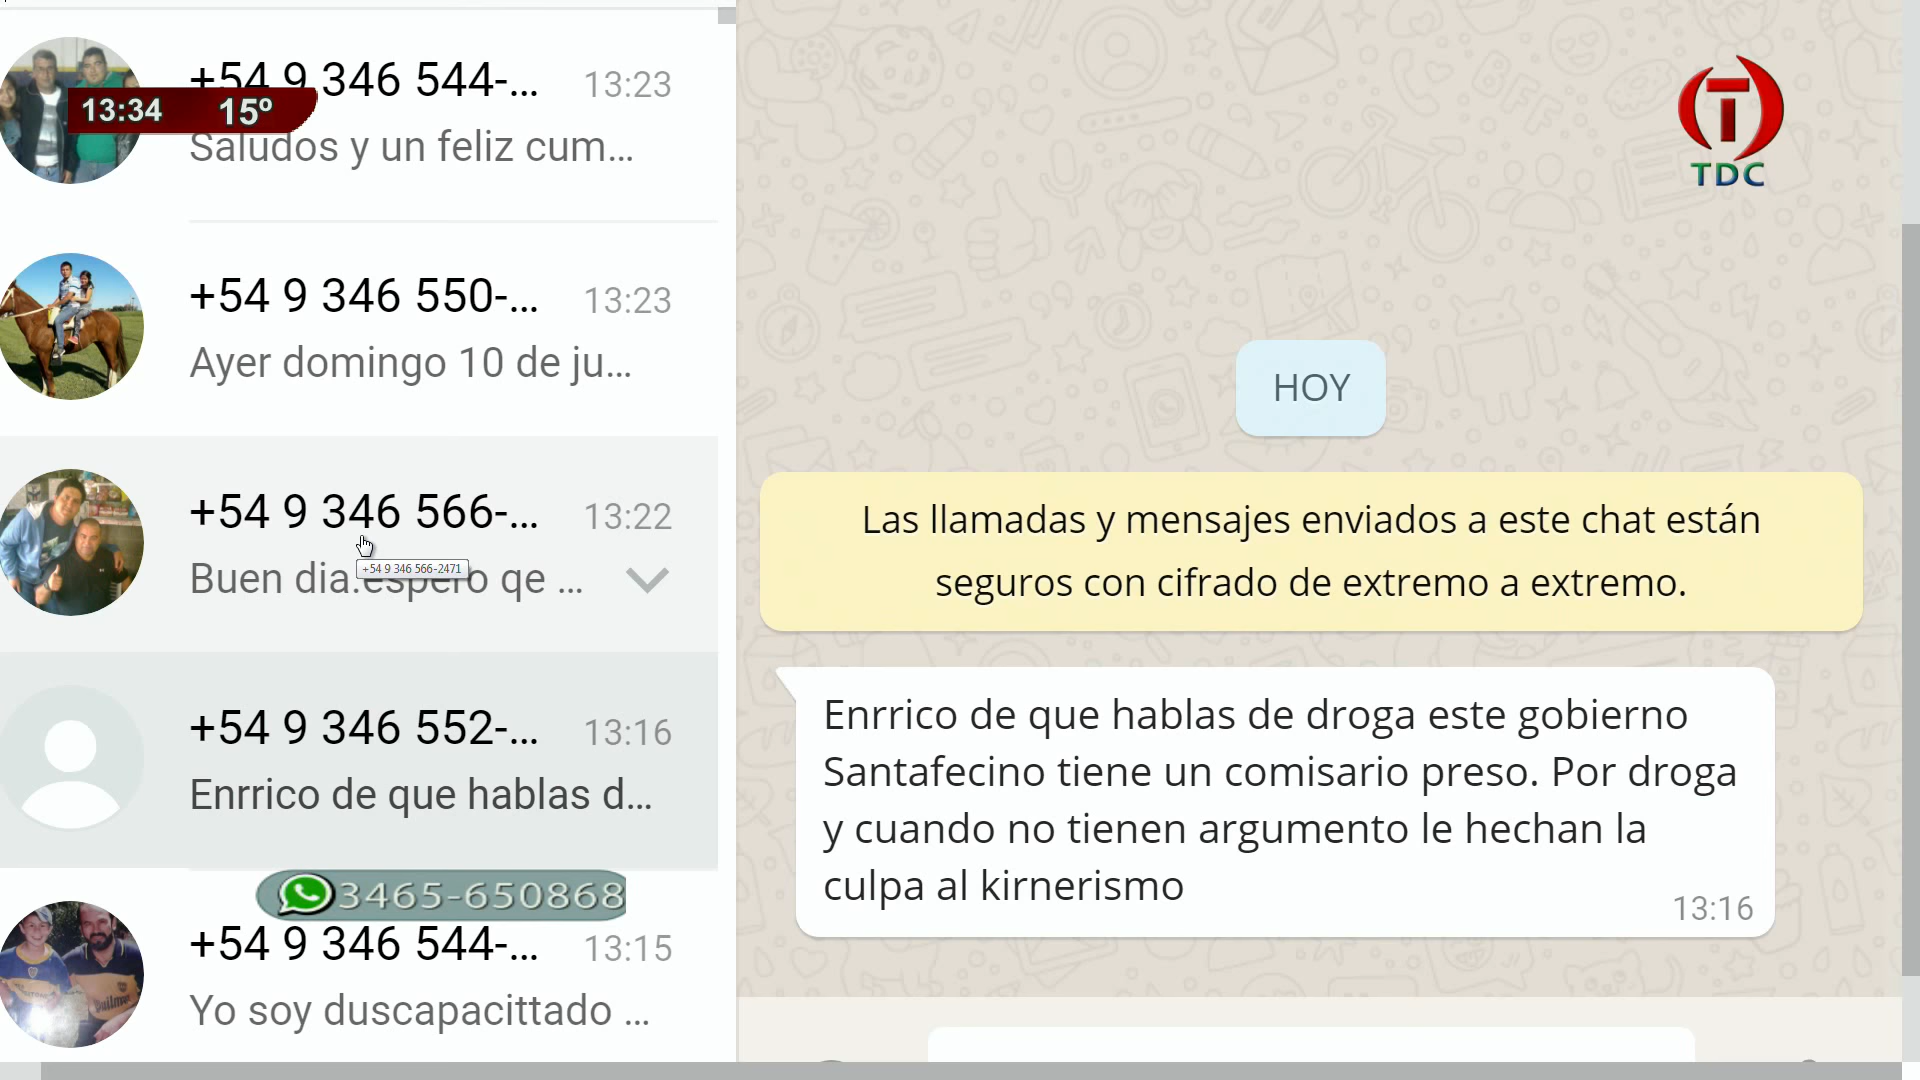 +54 9 346 544-... 13:23
13:34 15º
Saludos y un feliz cum...
+54 9 346 550-... 13:23
Ayer domingo 10 de ju...
+54 9 346 566-... 13:22
+54 9 346 566-2471
Buen dia.espero qe ...
+54 9 346 552-... 13:16
Enrrico de que hablas d...
3465-650868
+54 9 346 544-... 13:15
Yo soy duscapacittado ...
T
TDC
HOY
Las llamadas y mensajes enviados a este chat están
seguros con cifrado de extremo a extremo.
Enrrico de que hablas de droga este gobierno
Santafecino tiene un comisario preso. Por droga
y cuando no tienen argumento le hechan la
culpa al kirnerismo
13:16